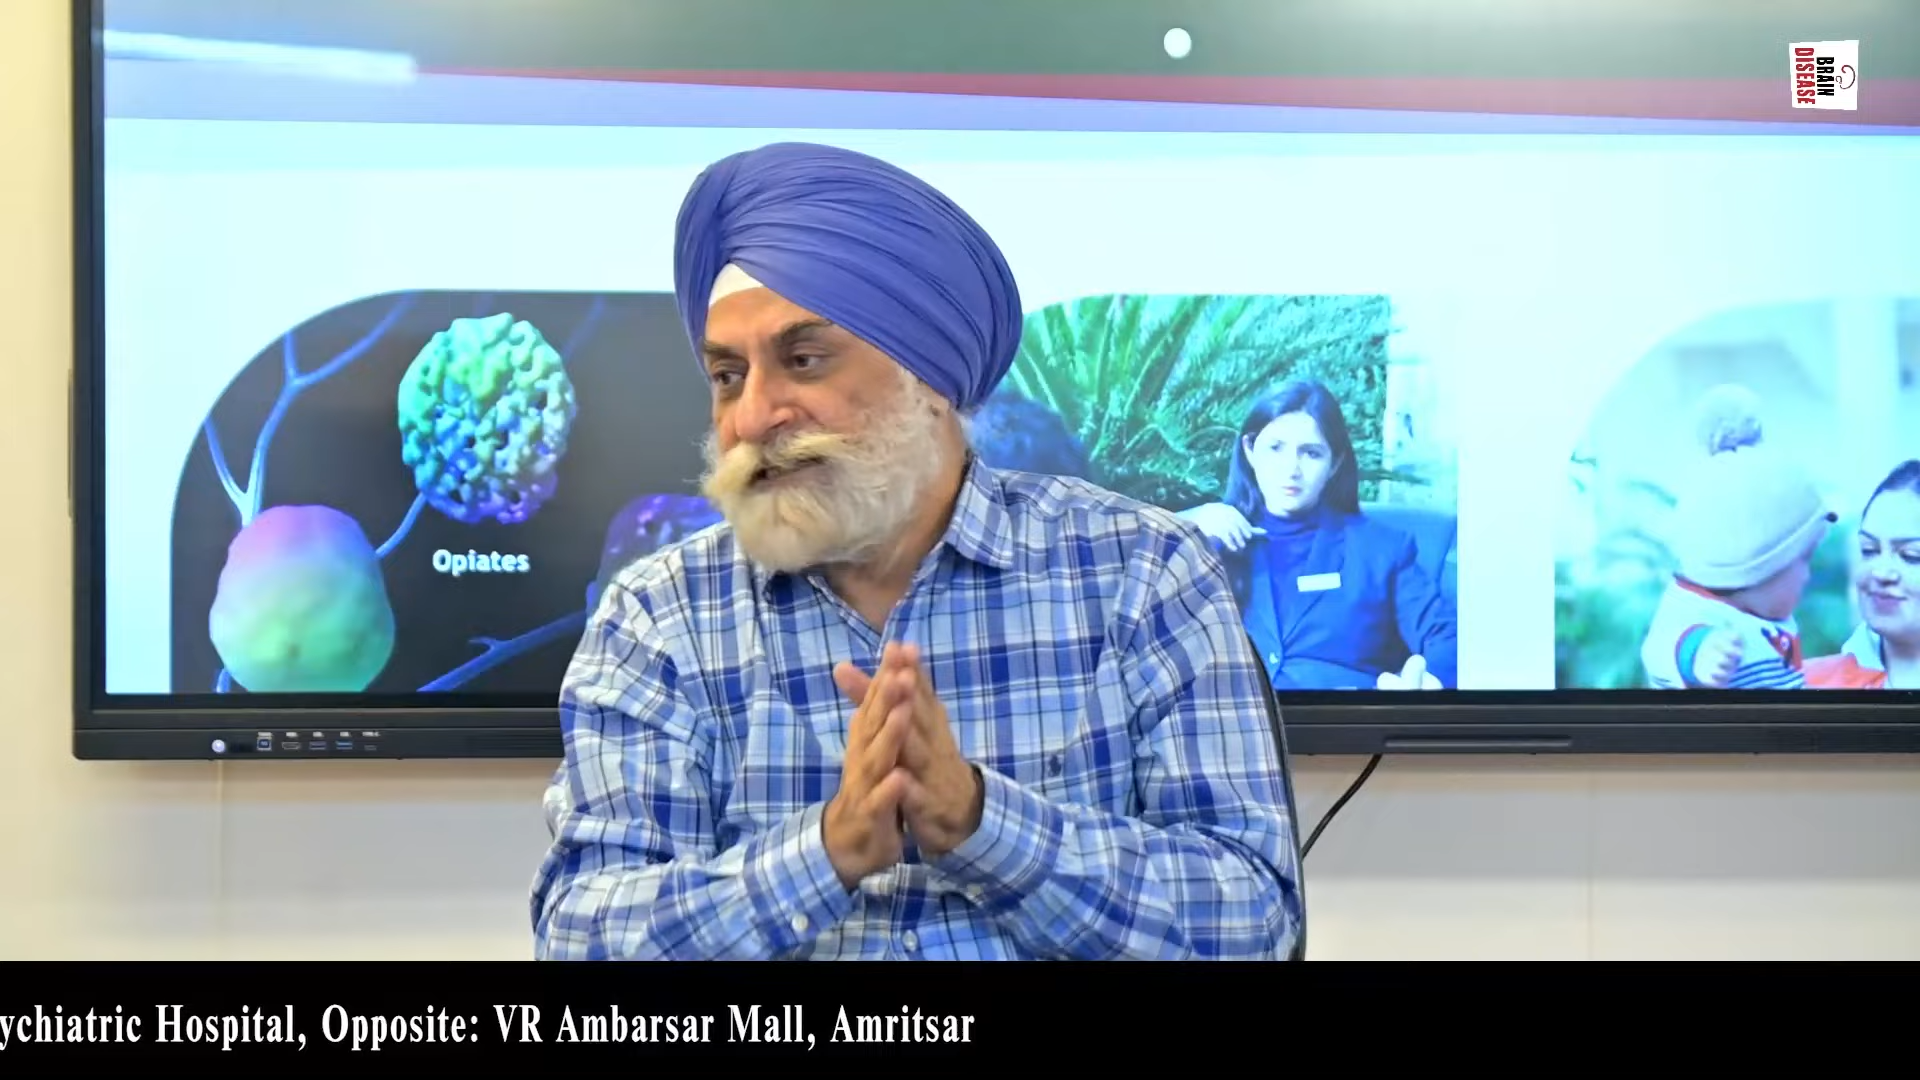 BRAIN
DISEASE
Opiates
ychiatric Hospital, Opposite: VR Ambarsar Mall, Amritsar